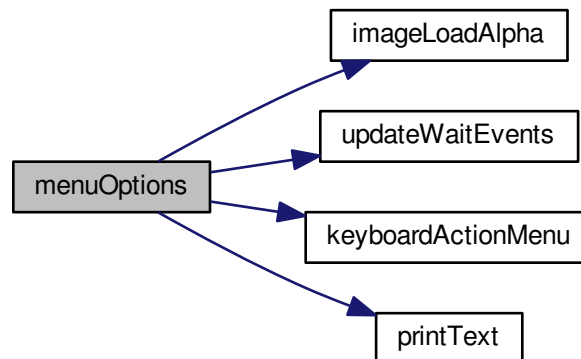 imageLoadAlpha
updateWaitEvents
menuOptions
keyboardActionMenu
printText